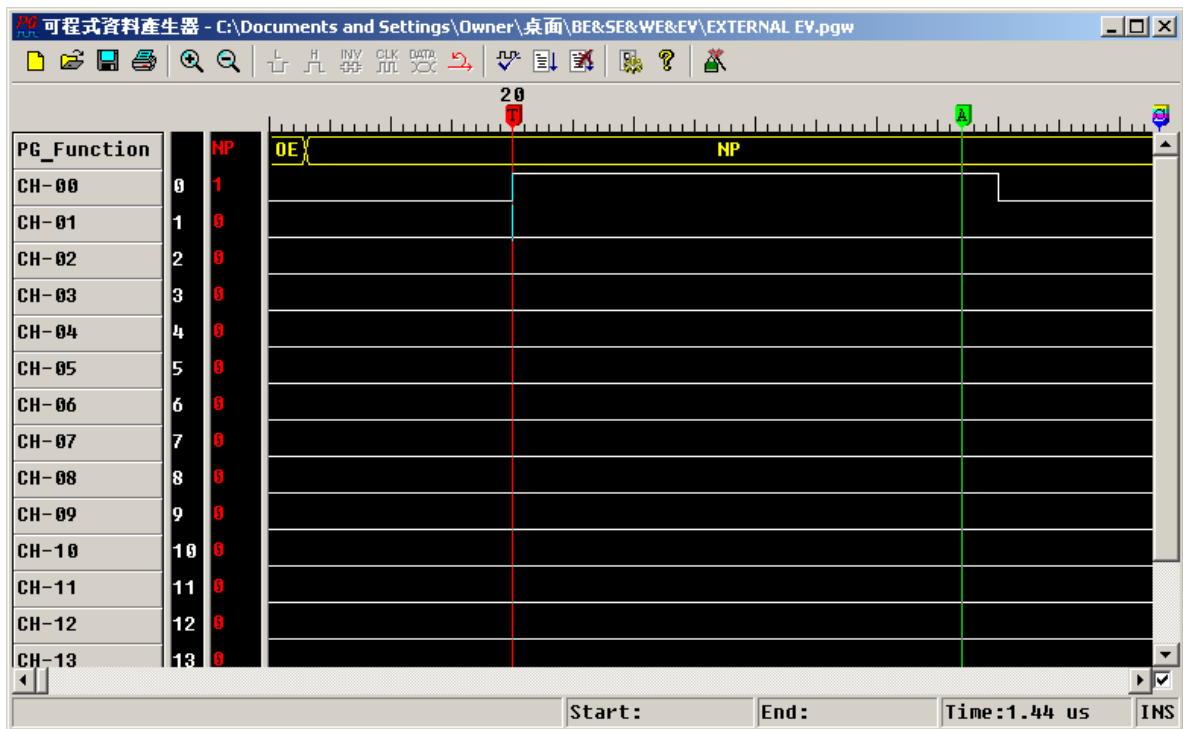 PG 可程式資料產生器 - C:\Documents and Settings\Owner\桌面\BE&SE&WE&EV\EXTERNAL EV.pgw
L H INV CLK DATA
20
T A
PG_Function NP OE NP
CH-00 0 1
CH-01 1 0
CH-02 2 0
CH-03 3 0
CH-04 4 0
CH-05 5 0
CH-06 6 0
CH-07 7 0
CH-08 8 0
CH-09 9 0
CH-10 10 0
CH-11 11 0
CH-12 12 0
CH-13 13 0
Start: End: Time:1.44 us INS